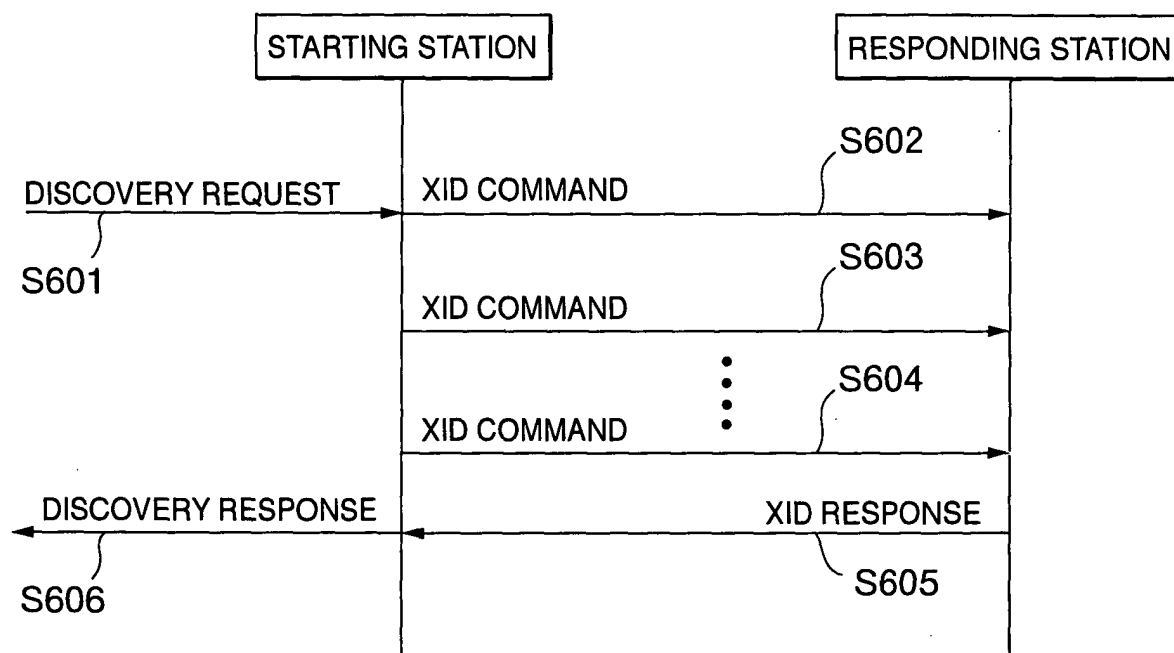 STARTING STATION
RESPONDING STATION
S602
DISCOVERY REQUEST
XID COMMAND
S601
S603
XID COMMAND
S604
XID COMMAND
DISCOVERY RESPONSE
XID RESPONSE
S605
S606